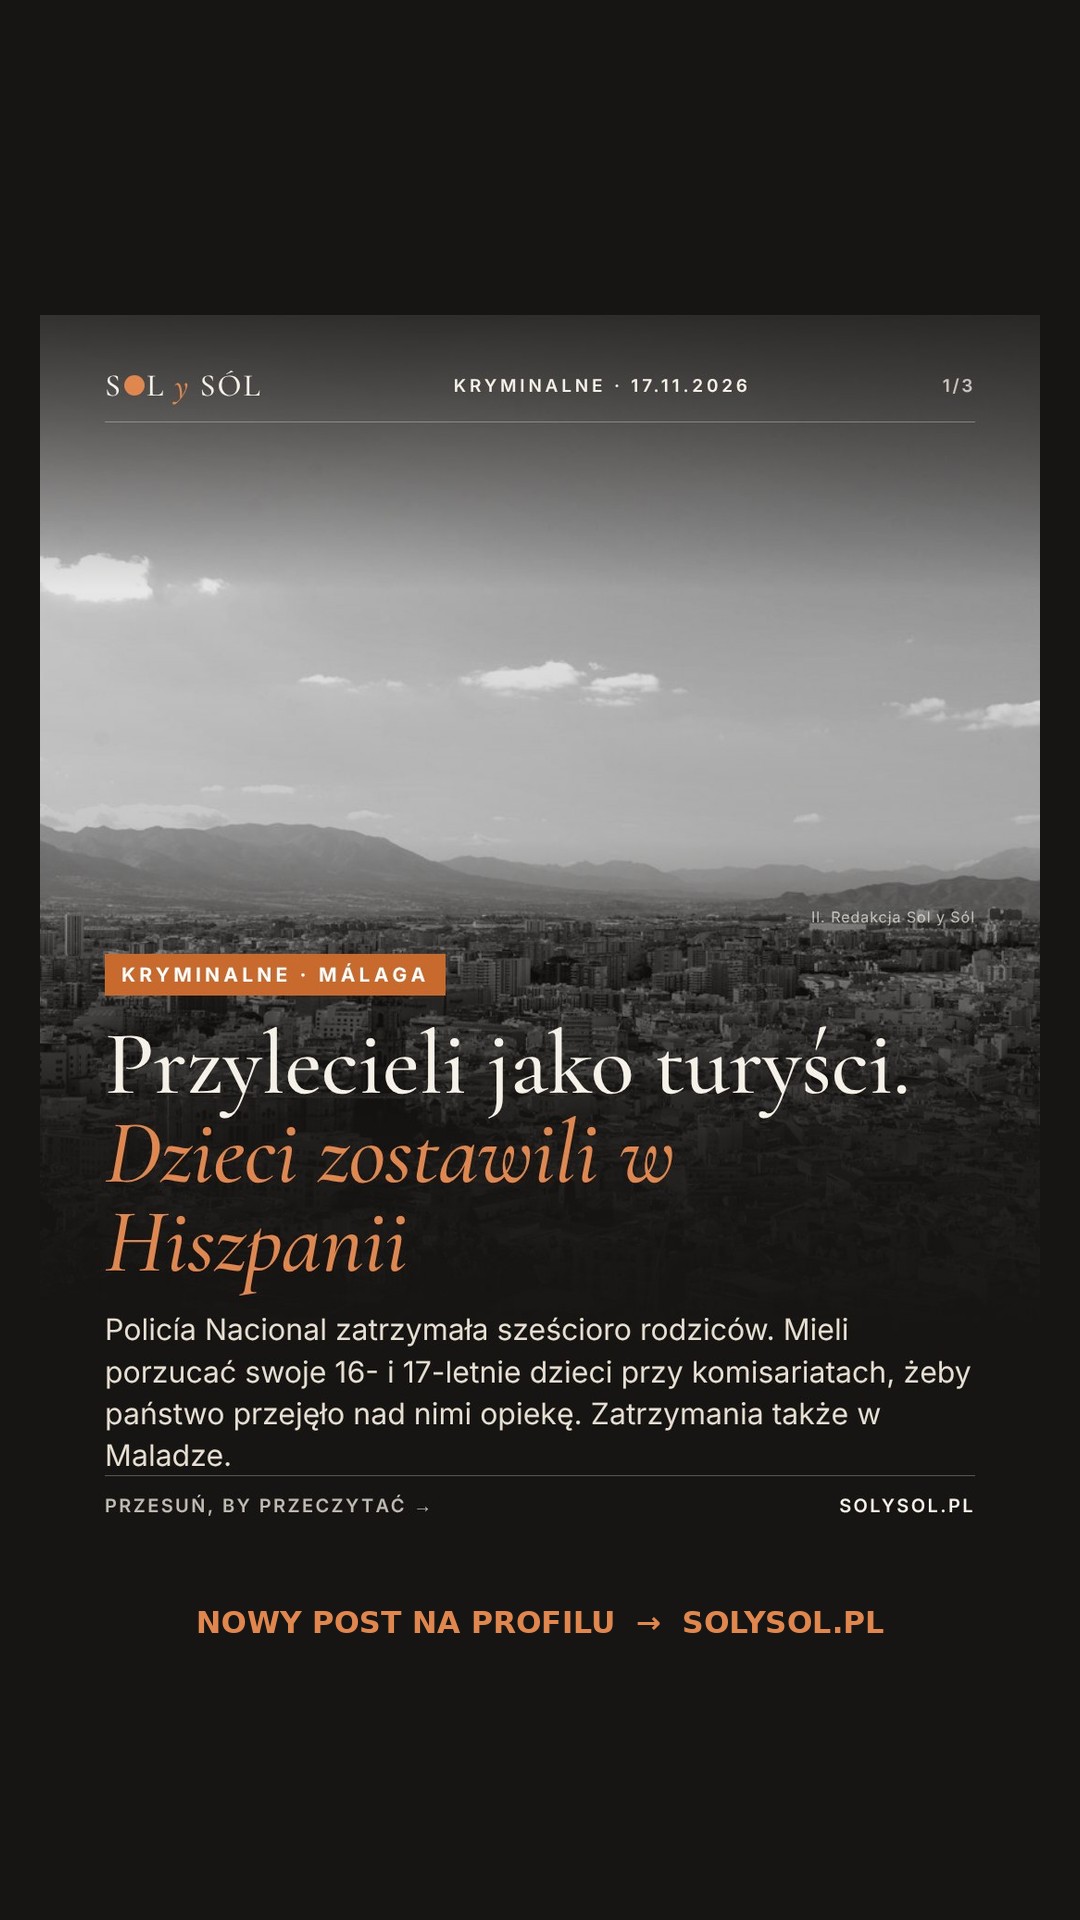 SOL y SÓL
KRYMINALNE · 17.11.2026
1/3
Il. Redakcja Sol y Sól
KRYMINALNE · MÁLAGA
Przylecieli jako turyści.
Dzieci zostawili w
Hiszpanii
Policía Nacional zatrzymała sześcioro rodziców. Mieli
porzucać swoje 16- i 17-letnie dzieci przy komisariatach, żeby
państwo przejęło nad nimi opiekę. Zatrzymania także w
Maladze.
PRZESUŃ, BY PRZECZYTAĆ →
SOLYSOL.PL
NOWY POST NA PROFILU → SOLYSOL.PL